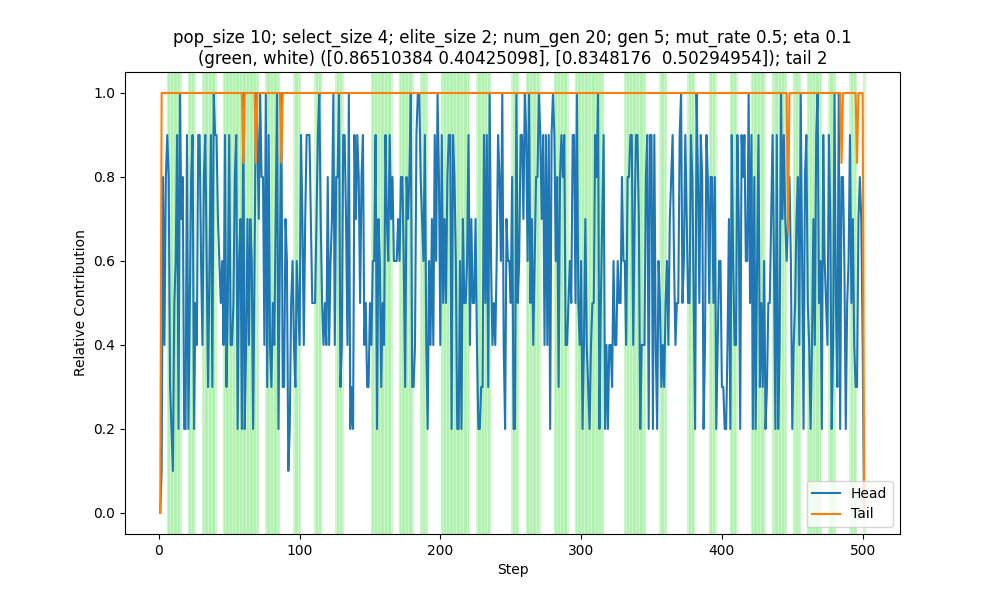 pop_size 10; select_size 4; elite_size 2; num_gen 20; gen 5; mut_rate 0.5; eta 0.1
(green, white) ([0.86510384 0.40425098], [0.8348176  0.50294954]); tail 2
1.0
0.8
0.6
0.4
0.2
0.0
Relative Contribution
0
100
200
300
400
500
Step
Head
Tail